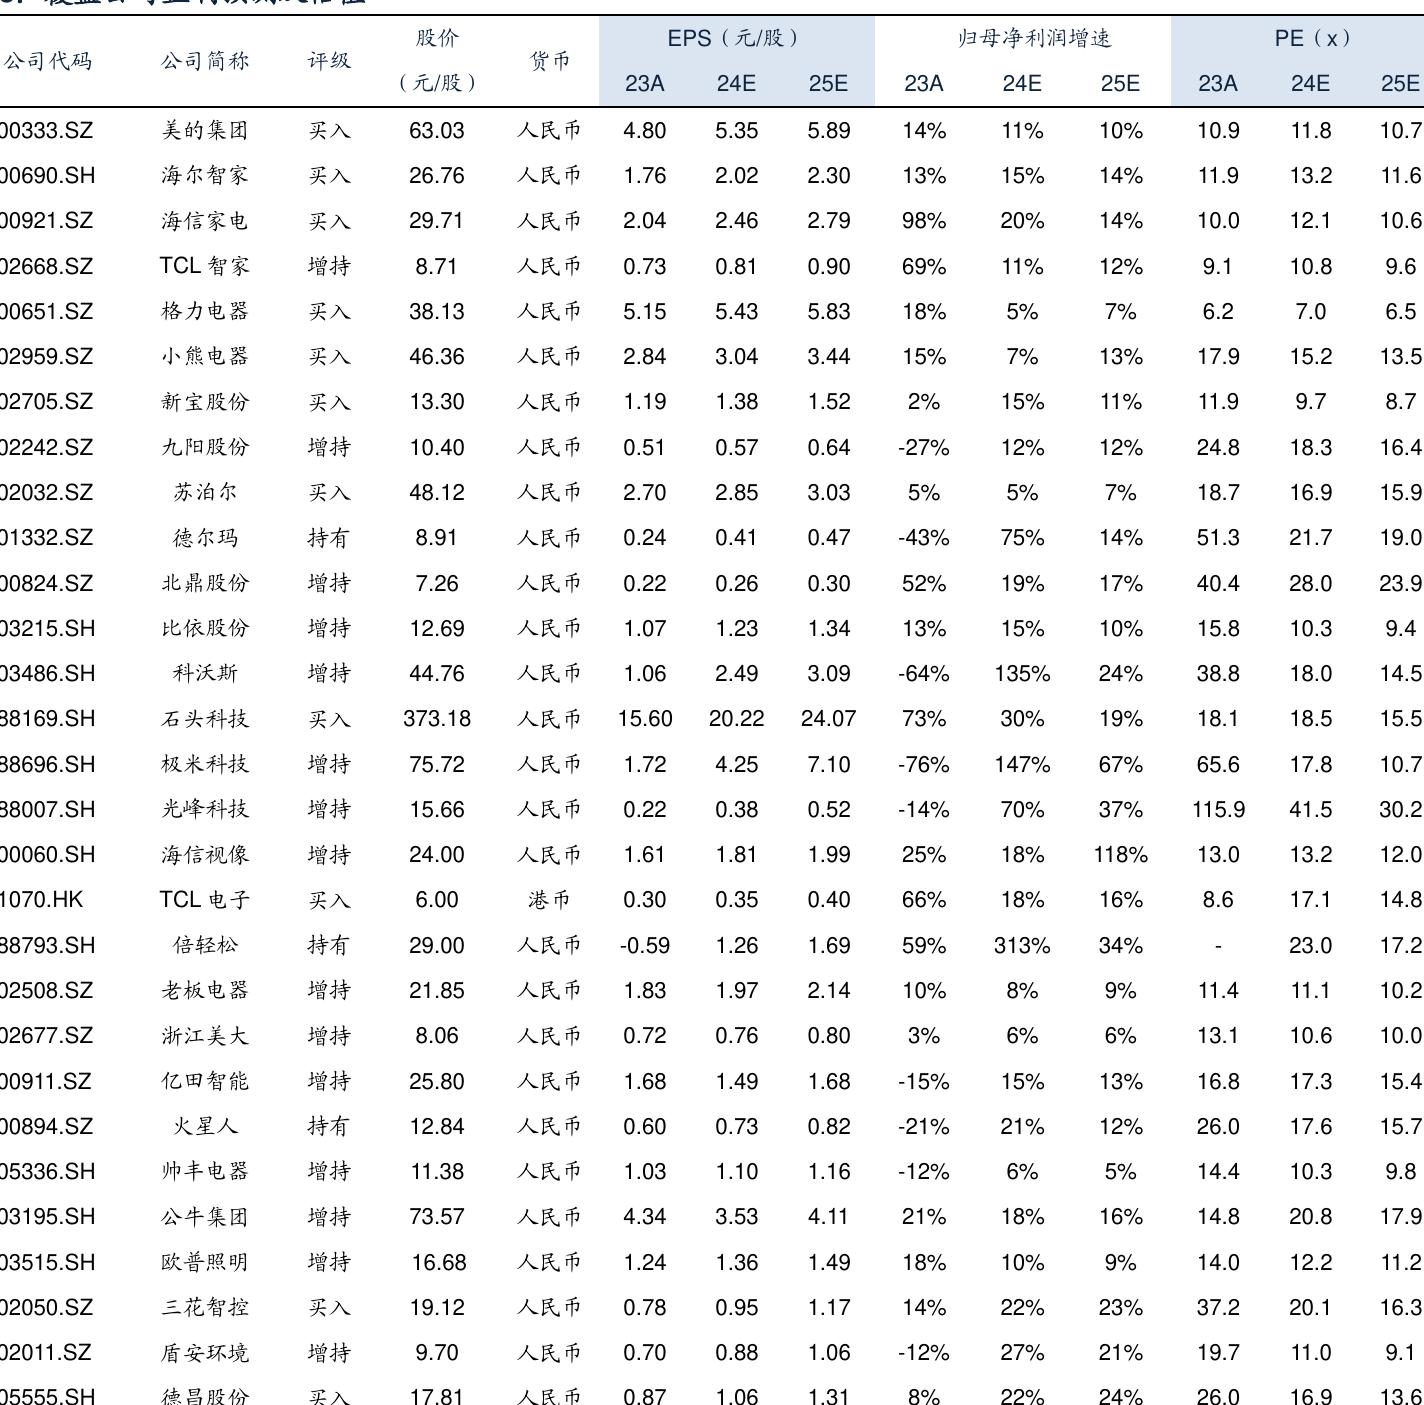 公司代码 公司简称 评级 股价（元/股） 货币 EPS（元/股） 归母净利润增速 PE（x）
23A 24E 25E 23A 24E 25E 23A 24E 25E
00333.SZ 美的集团 买入 63.03 人民币 4.80 5.35 5.89 14% 11% 10% 10.9 11.8 10.7
00690.SH 海尔智家 买入 26.76 人民币 1.76 2.02 2.30 13% 15% 14% 11.9 13.2 11.6
00921.SZ 海信家电 买入 29.71 人民币 2.04 2.46 2.79 98% 20% 14% 10.0 12.1 10.6
02668.SZ TCL 智家 增持 8.71 人民币 0.73 0.81 0.90 69% 11% 12% 9.1 10.8 9.6
00651.SZ 格力电器 买入 38.13 人民币 5.15 5.43 5.83 18% 5% 7% 6.2 7.0 6.5
02959.SZ 小熊电器 买入 46.36 人民币 2.84 3.04 3.44 15% 7% 13% 17.9 15.2 13.5
02705.SZ 新宝股份 买入 13.30 人民币 1.19 1.38 1.52 2% 15% 11% 11.9 9.7 8.7
02242.SZ 九阳股份 增持 10.40 人民币 0.51 0.57 0.64 -27% 12% 12% 24.8 18.3 16.4
02032.SZ 苏泊尔 买入 48.12 人民币 2.70 2.85 3.03 5% 5% 7% 18.7 16.9 15.9
01332.SZ 德尔玛 持有 8.91 人民币 0.24 0.41 0.47 -43% 75% 14% 51.3 21.7 19.0
00824.SZ 北鼎股份 增持 7.26 人民币 0.22 0.26 0.30 52% 19% 17% 40.4 28.0 23.9
03215.SH 比依股份 增持 12.69 人民币 1.07 1.23 1.34 13% 15% 10% 15.8 10.3 9.4
03486.SH 科沃斯 增持 44.76 人民币 1.06 2.49 3.09 -64% 135% 24% 38.8 18.0 14.5
88169.SH 石头科技 买入 373.18 人民币 15.60 20.22 24.07 73% 30% 19% 18.1 18.5 15.5
88696.SH 极米科技 增持 75.72 人民币 1.72 4.25 7.10 -76% 147% 67% 65.6 17.8 10.7
88007.SH 光峰科技 增持 15.66 人民币 0.22 0.38 0.52 -14% 70% 37% 115.9 41.5 30.2
00060.SH 海信视像 增持 24.00 人民币 1.61 1.81 1.99 25% 18% 118% 13.0 13.2 12.0
1070.HK TCL 电子 买入 6.00 港币 0.30 0.35 0.40 66% 18% 16% 8.6 17.1 14.8
88793.SH 倍轻松 持有 29.00 人民币 -0.59 1.26 1.69 59% 313% 34% - 23.0 17.2
02508.SZ 老板电器 增持 21.85 人民币 1.83 1.97 2.14 10% 8% 9% 11.4 11.1 10.2
02677.SZ 浙江美大 增持 8.06 人民币 0.72 0.76 0.80 3% 6% 6% 13.1 10.6 10.0
00911.SZ 亿田智能 增持 25.80 人民币 1.68 1.49 1.68 -15% 15% 13% 16.8 17.3 15.4
00894.SZ 火星人 持有 12.84 人民币 0.60 0.73 0.82 -21% 21% 12% 26.0 17.6 15.7
05336.SH 帅丰电器 增持 11.38 人民币 1.03 1.10 1.16 -12% 6% 5% 14.4 10.3 9.8
03195.SH 公牛集团 增持 73.57 人民币 4.34 3.53 4.11 21% 18% 16% 14.8 20.8 17.9
03515.SH 欧普照明 增持 16.68 人民币 1.24 1.36 1.49 18% 10% 9% 14.0 12.2 11.2
02050.SZ 三花智控 买入 19.12 人民币 0.78 0.95 1.17 14% 22% 23% 37.2 20.1 16.3
02011.SZ 盾安环境 增持 9.70 人民币 0.70 0.88 1.06 -12% 27% 21% 19.7 11.0 9.1
05555.SH 德昌股份 买入 17.81 人民币 0.87 1.06 1.31 8% 22% 24% 26.0 16.9 13.6